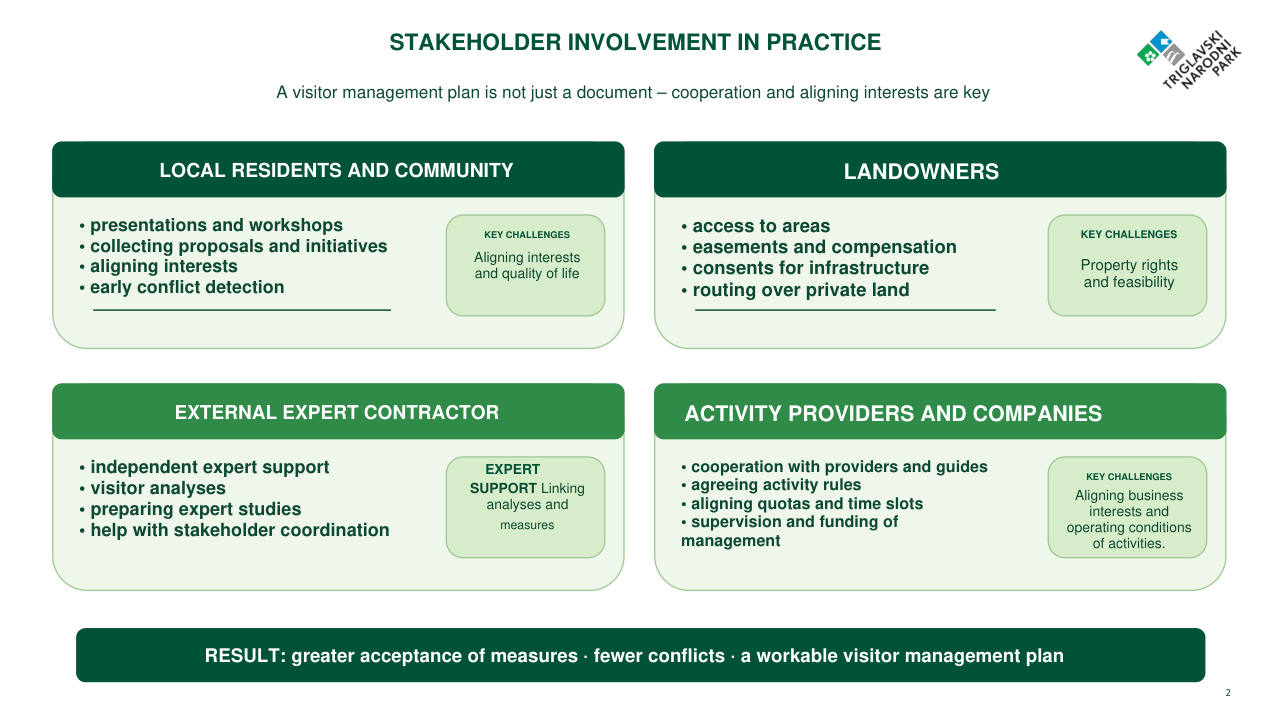 STAKEHOLDER INVOLVEMENT IN PRACTICE
TRIGLAVSKI
NARODNI
PARK
A visitor management plan is not just a document – cooperation and aligning interests are key
LOCAL RESIDENTS AND COMMUNITY
• presentations and workshops
• collecting proposals and initiatives
• aligning interests
• early conflict detection
KEY CHALLENGES
Aligning interests
and quality of life
LANDOWNERS
• access to areas
• easements and compensation
• consents for infrastructure
• routing over private land
KEY CHALLENGES
Property rights
and feasibility
EXTERNAL EXPERT CONTRACTOR
• independent expert support
• visitor analyses
• preparing expert studies
• help with stakeholder coordination
EXPERT
SUPPORT Linking
analyses and
measures
ACTIVITY PROVIDERS AND COMPANIES
• cooperation with providers and guides
• agreeing activity rules
• aligning quotas and time slots
• supervision and funding of
management
KEY CHALLENGES
Aligning business
interests and
operating conditions
of activities.
RESULT: greater acceptance of measures · fewer conflicts · a workable visitor management plan
2